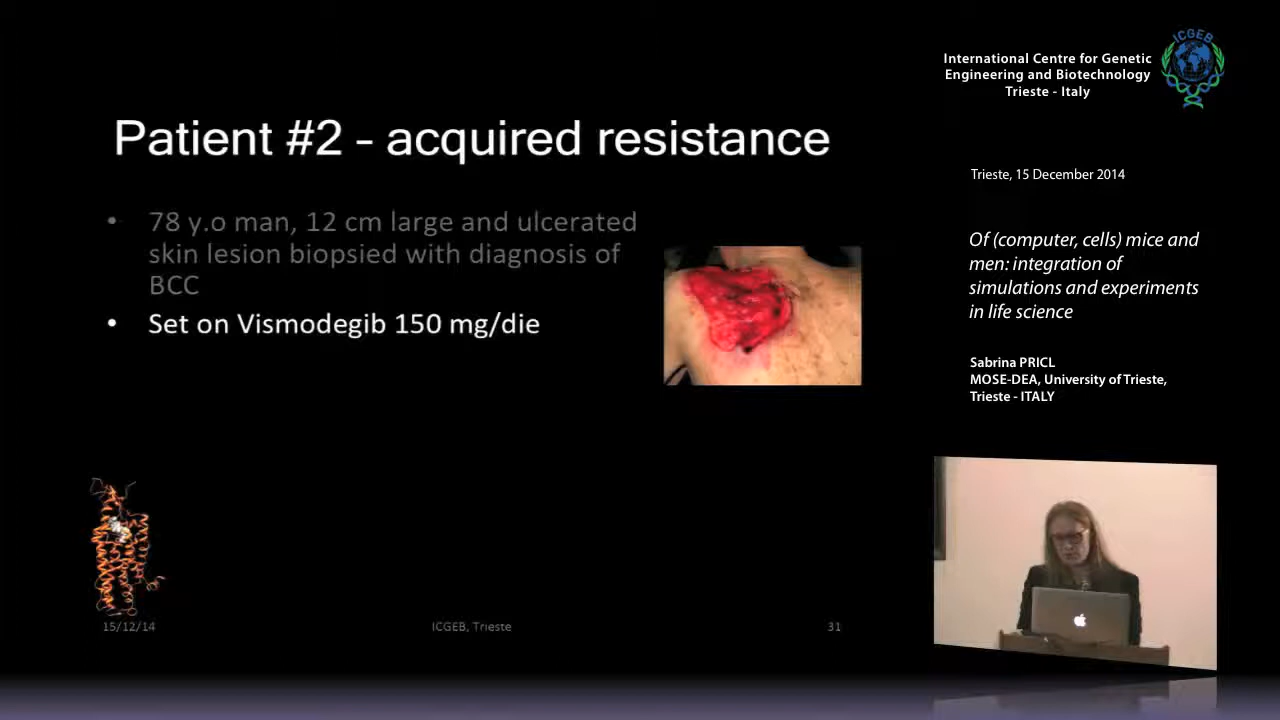 ICGEB
International Centre for Genetic
Engineering and Biotechnology
Trieste - Italy
Patient #2 – acquired resistance
• 78 y.o man, 12 cm large and ulcerated
skin lesion biopsied with diagnosis of
BCC
• Set on Vismodegib 150 mg/die
15/12/14
ICGEB, Trieste
31
Trieste, 15 December 2014
Of (computer, cells) mice and
men: integration of
simulations and experiments
in life science
Sabrina PRICL
MOSE-DEA, University of Trieste,
Trieste - ITALY